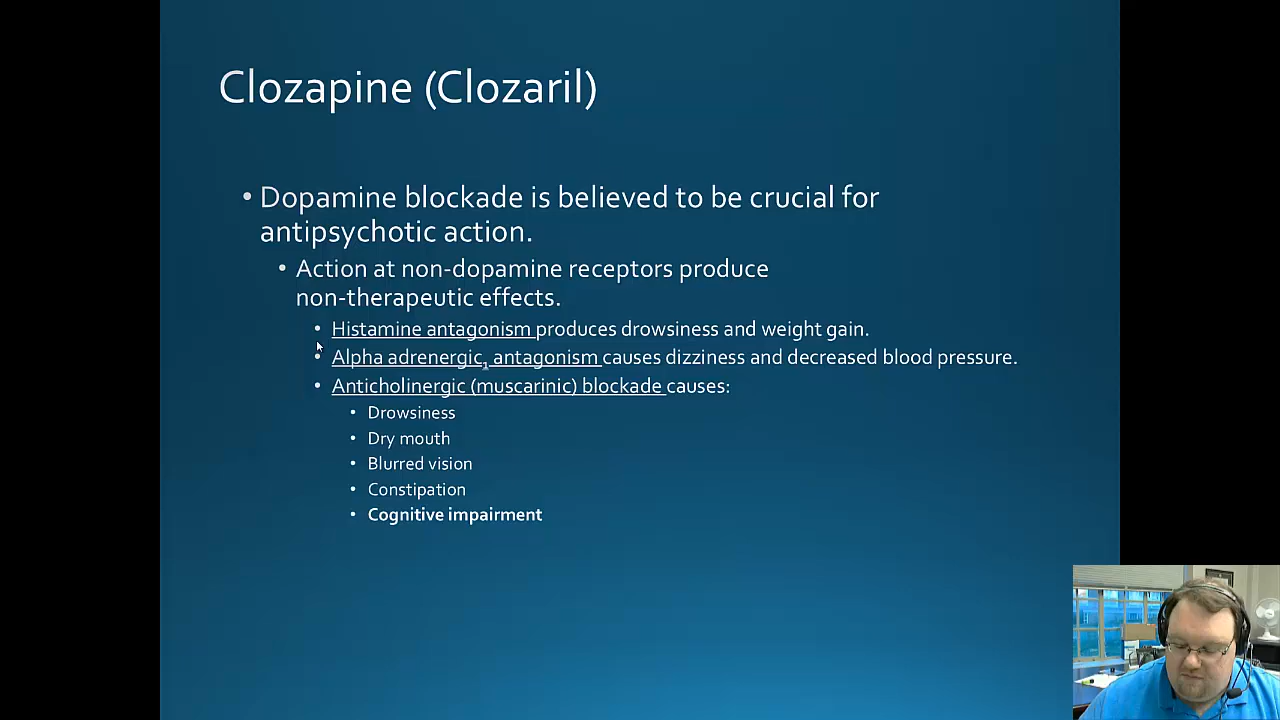 Clozapine (Clozaril)
• Dopamine blockade is believed to be crucial for
antipsychotic action.
• Action at non-dopamine receptors produce
non-therapeutic effects.
• Histamine antagonism produces drowsiness and weight gain.
• Alpha adrenergic₁ antagonism causes dizziness and decreased blood pressure.
• Anticholinergic (muscarinic) blockade causes:
• Drowsiness
• Dry mouth
• Blurred vision
• Constipation
• Cognitive impairment